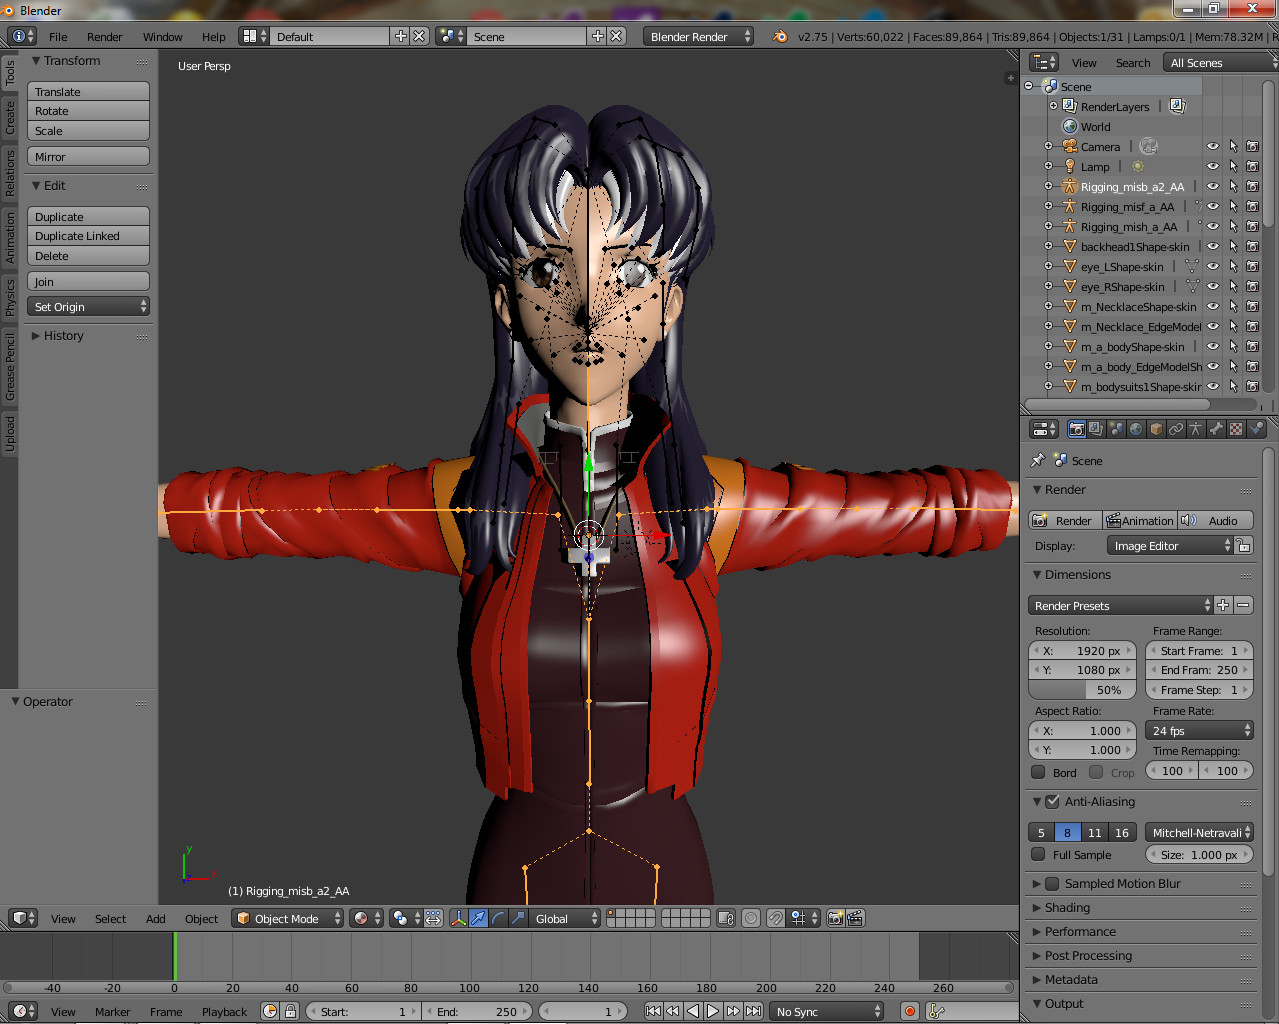 Blender
File Render Window Help Default Scene Blender Render v2.75 | Verts:60,022 | Faces:89,864 | Tris:89,864 | Objects:1/31 | Lamps:0/1 | Mem:78.32M | R
Tools
Create
Relations
Animation
Physics
Grease Pencil
Upload
Transform
Translate
Rotate
Scale
Mirror
Edit
Duplicate
Duplicate Linked
Delete
Join
Set Origin
History
Operator
User Persp
y
x
(1) Rigging_misb_a2_AA
View Search All Scenes
Scene
RenderLayers |
World
Camera |
Lamp |
Rigging_misb_a2_AA
Rigging_misf_a_AA |
Rigging_mish_a_AA |
backhead1Shape-skin
eye_LShape-skin |
eye_RShape-skin |
m_NecklaceShape-skin
m_Necklace_EdgeModel
m_a_bodyShape-skin
m_a_body_EdgeModelSh
m_bodysuits1Shape-skin
Scene
Render
Render Animation Audio
Display: Image Editor
Dimensions
Render Presets
Resolution: Frame Range:
X: 1920 px Start Frame: 1
Y: 1080 px End Fram: 250
50% Frame Step: 1
Aspect Ratio: Frame Rate:
X: 1.000 24 fps
Y: 1.000 Time Remapping:
Bord Crop 100 100
Anti-Aliasing
5 8 11 16 Mitchell-Netravali
Full Sample Size: 1.000 px
Sampled Motion Blur
Shading
Performance
Post Processing
Metadata
Output
View Select Add Object Object Mode Global
-40 -20 0 20 40 60 80 100 120 140 160 180 200 220 240 260
View Marker Frame Playback Start: 1 End: 250 1 No Sync